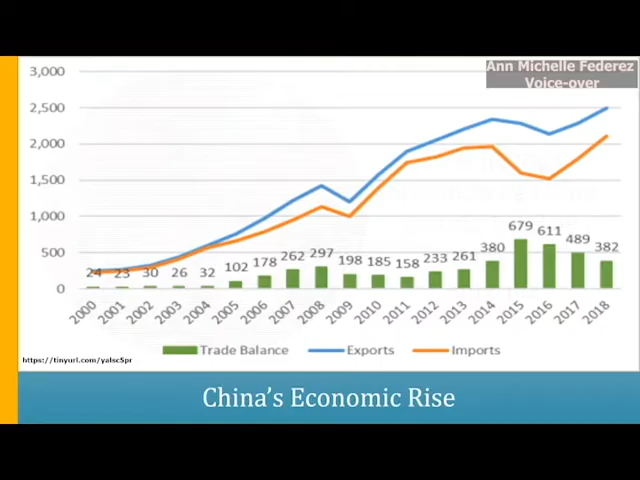 Ann Michelle Federez
Voice-over
3,000
2,500
2,000
1,500
1,000
500
0
24 23 30 26 32 102 178 262 297 198 185 158 233 261 380 679 611 489 382
2000 2001 2002 2003 2004 2005 2006 2007 2008 2009 2010 2011 2012 2013 2014 2015 2016 2017 2018
Trade Balance Exports Imports
https://tinyurl.com/yalsc5pr
China's Economic Rise